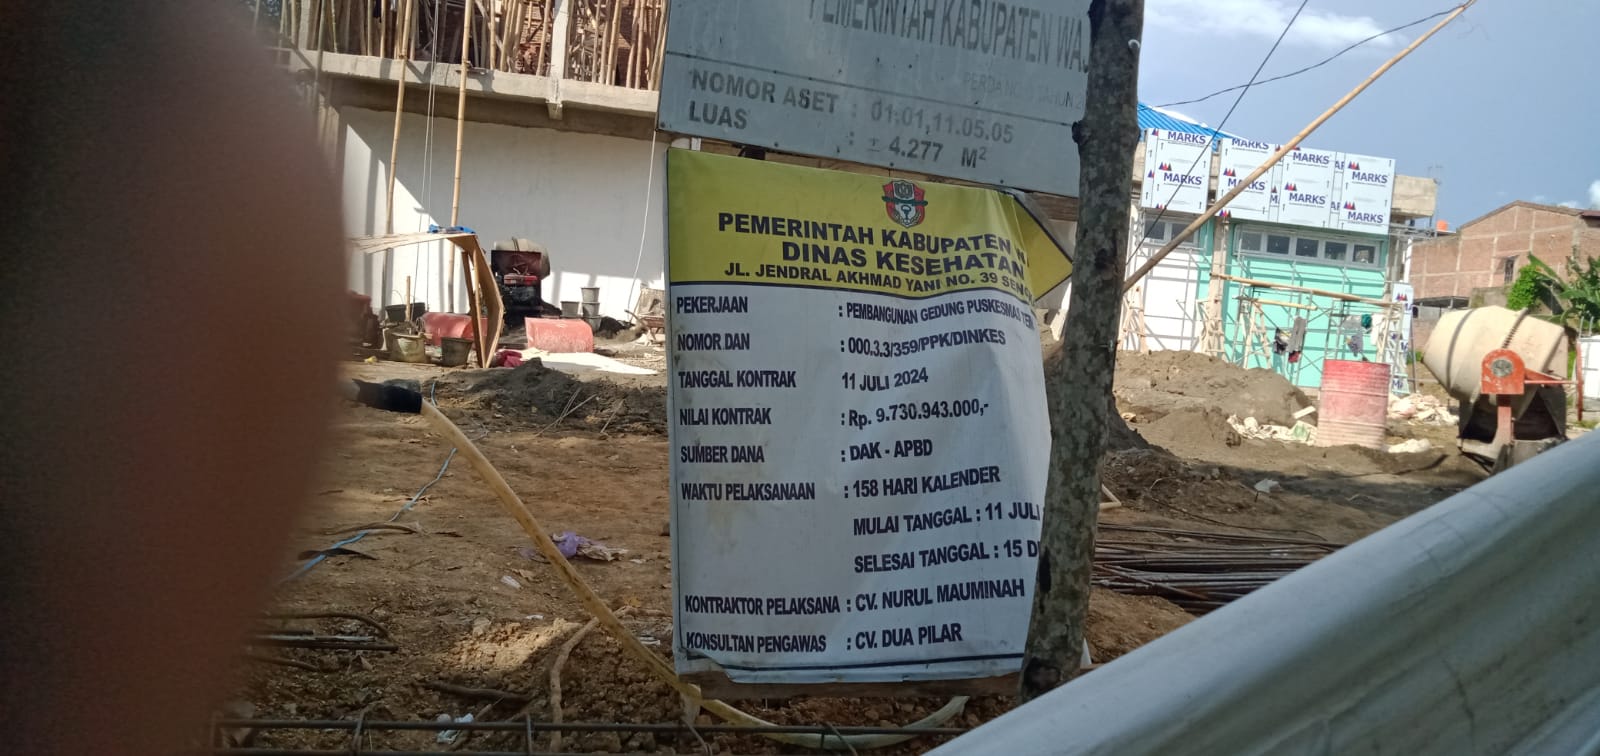 PEMERINTAH KABUPATEN
NOMOR ASET : 01,01,11.05.05
LUAS : ± 4.277 M²
PEMERINTAH KABUPATEN
DINAS KESEHATAN
JL. JENDRAL AKHMAD YANI NO. 39
PEKERJAAN : PEMBANGUNAN GEDUNG PUSKESMAS
NOMOR DAN : 000.3.3/359/PPK/DINKES
TANGGAL KONTRAK 11 JULI 2024
NILAI KONTRAK : Rp. 9.730.943.000,-
SUMBER DANA : DAK - APBD
WAKTU PELAKSANAAN : 158 HARI KALENDER
MULAI TANGGAL : 11 JULI
SELESAI TANGGAL : 15
KONTRAKTOR PELAKSANA : CV. NURUL MAUMINAH
KONSULTAN PENGAWAS : CV. DUA PILAR
MARKS MARKS MARKS MARKS
MARKS MARKS MARKS MARKS